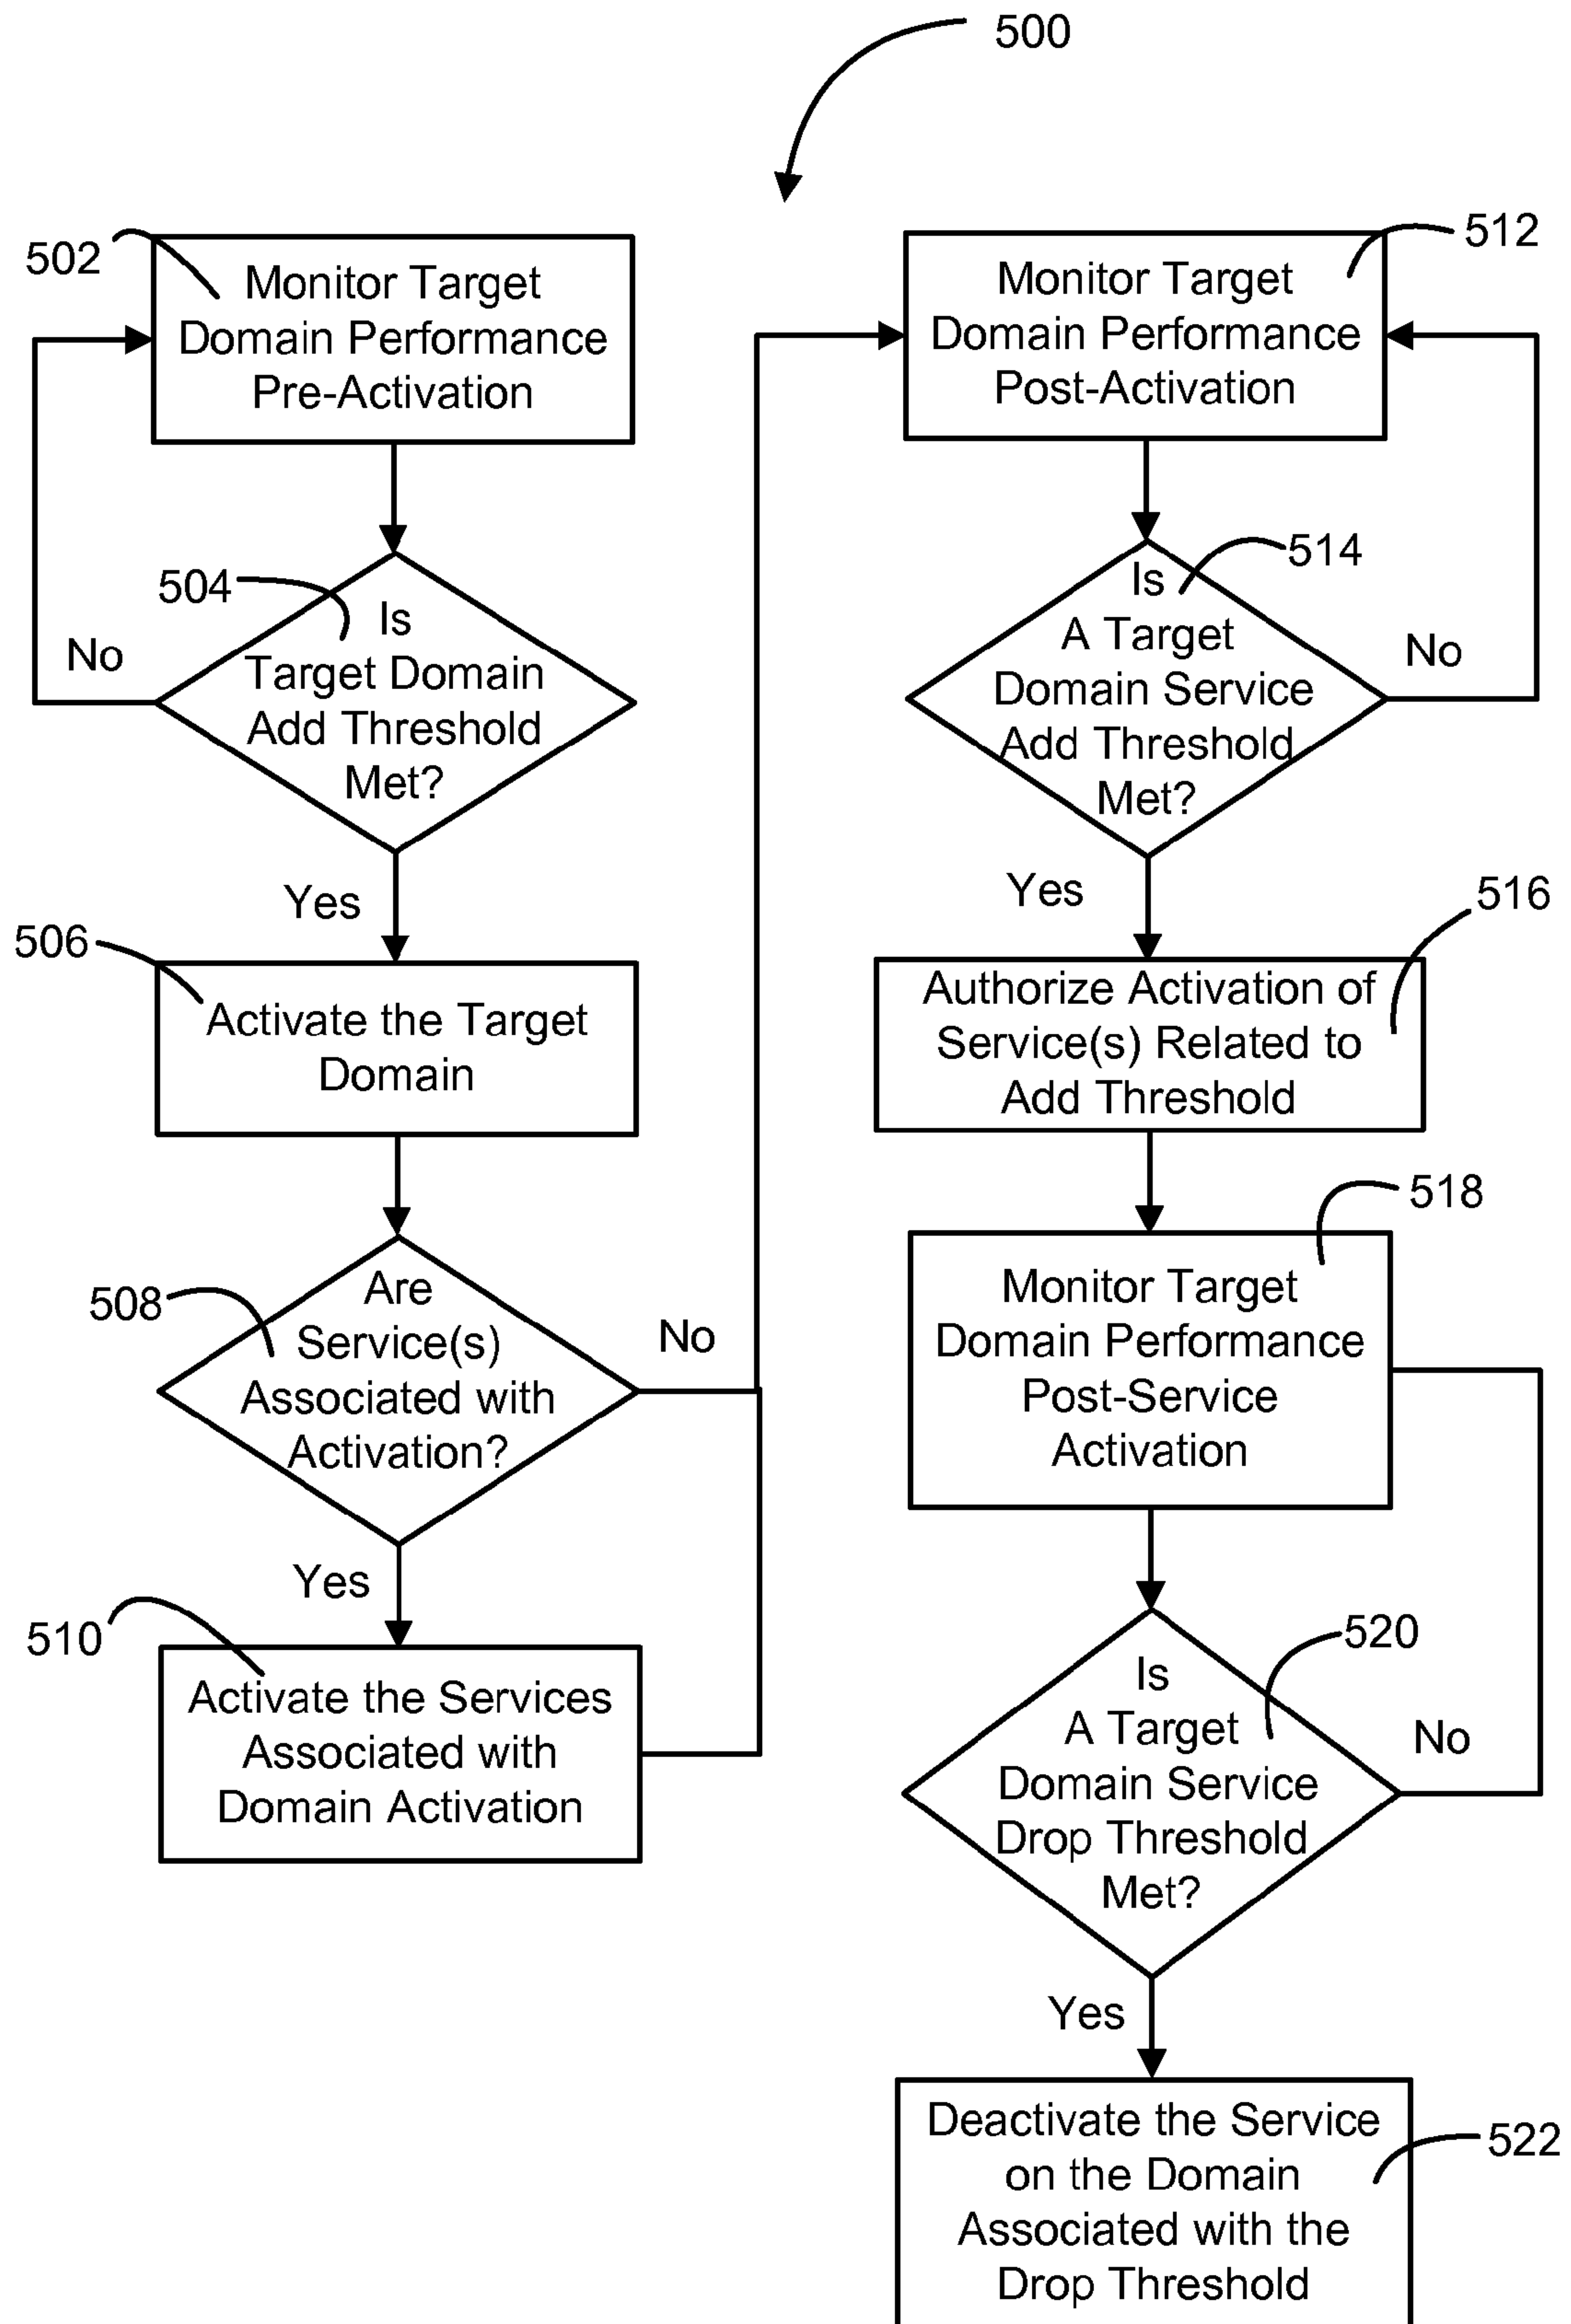 500
502
Monitor Target
Domain Performance
Pre-Activation
504
Is
Target Domain
Add Threshold
Met?
No
Yes
506
Activate the Target
Domain
508
Are
Service(s)
Associated with
Activation?
No
Yes
510
Activate the Services
Associated with
Domain Activation
512
Monitor Target
Domain Performance
Post-Activation
514
Is
A Target
Domain Service
Add Threshold
Met?
No
Yes
516
Authorize Activation of
Service(s) Related to
Add Threshold
518
Monitor Target
Domain Performance
Post-Service
Activation
520
Is
A Target
Domain Service
Drop Threshold
Met?
No
Yes
522
Deactivate the Service
on the Domain
Associated with the
Drop Threshold